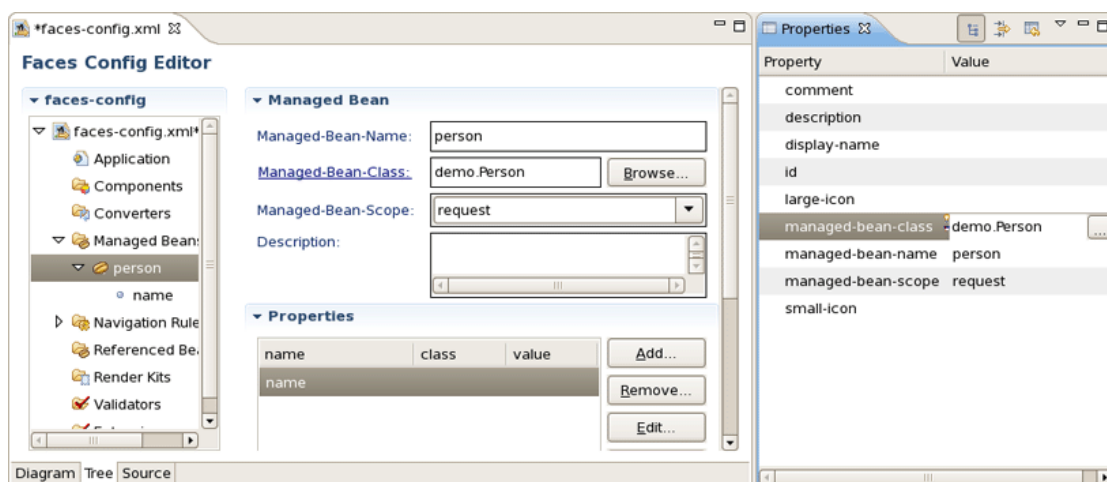 *faces-config.xml
Faces Config Editor
faces-config
faces-config.xml*
Application
Components
Converters
Managed Bean
person
name
Navigation Rule
Referenced Be
Render Kits
Validators
Managed Bean
Managed-Bean-Name: person
Managed-Bean-Class: demo.Person Browse...
Managed-Bean-Scope: request
Description:
Properties
name class value
name
Add...
Remove...
Edit...
Diagram Tree Source
Properties
Property Value
comment
description
display-name
id
large-icon
managed-bean-class demo.Person ...
managed-bean-name person
managed-bean-scope request
small-icon